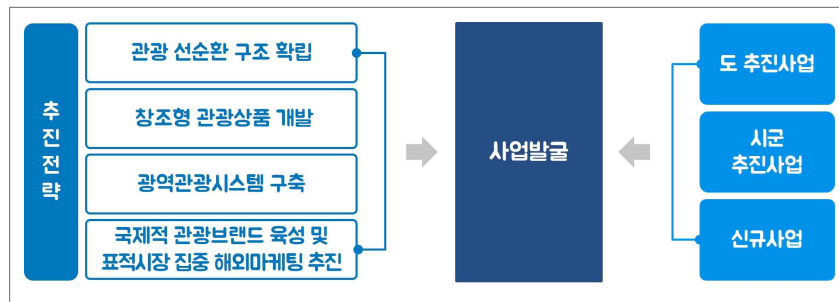 추진전략
관광 선순환 구조 확립
창조형 관광상품 개발
광역관광시스템 구축
국제적 관광브랜드 육성 및
표적시장 집중 해외마케팅 추진
사업발굴
도 추진사업
시군
추진사업
신규사업